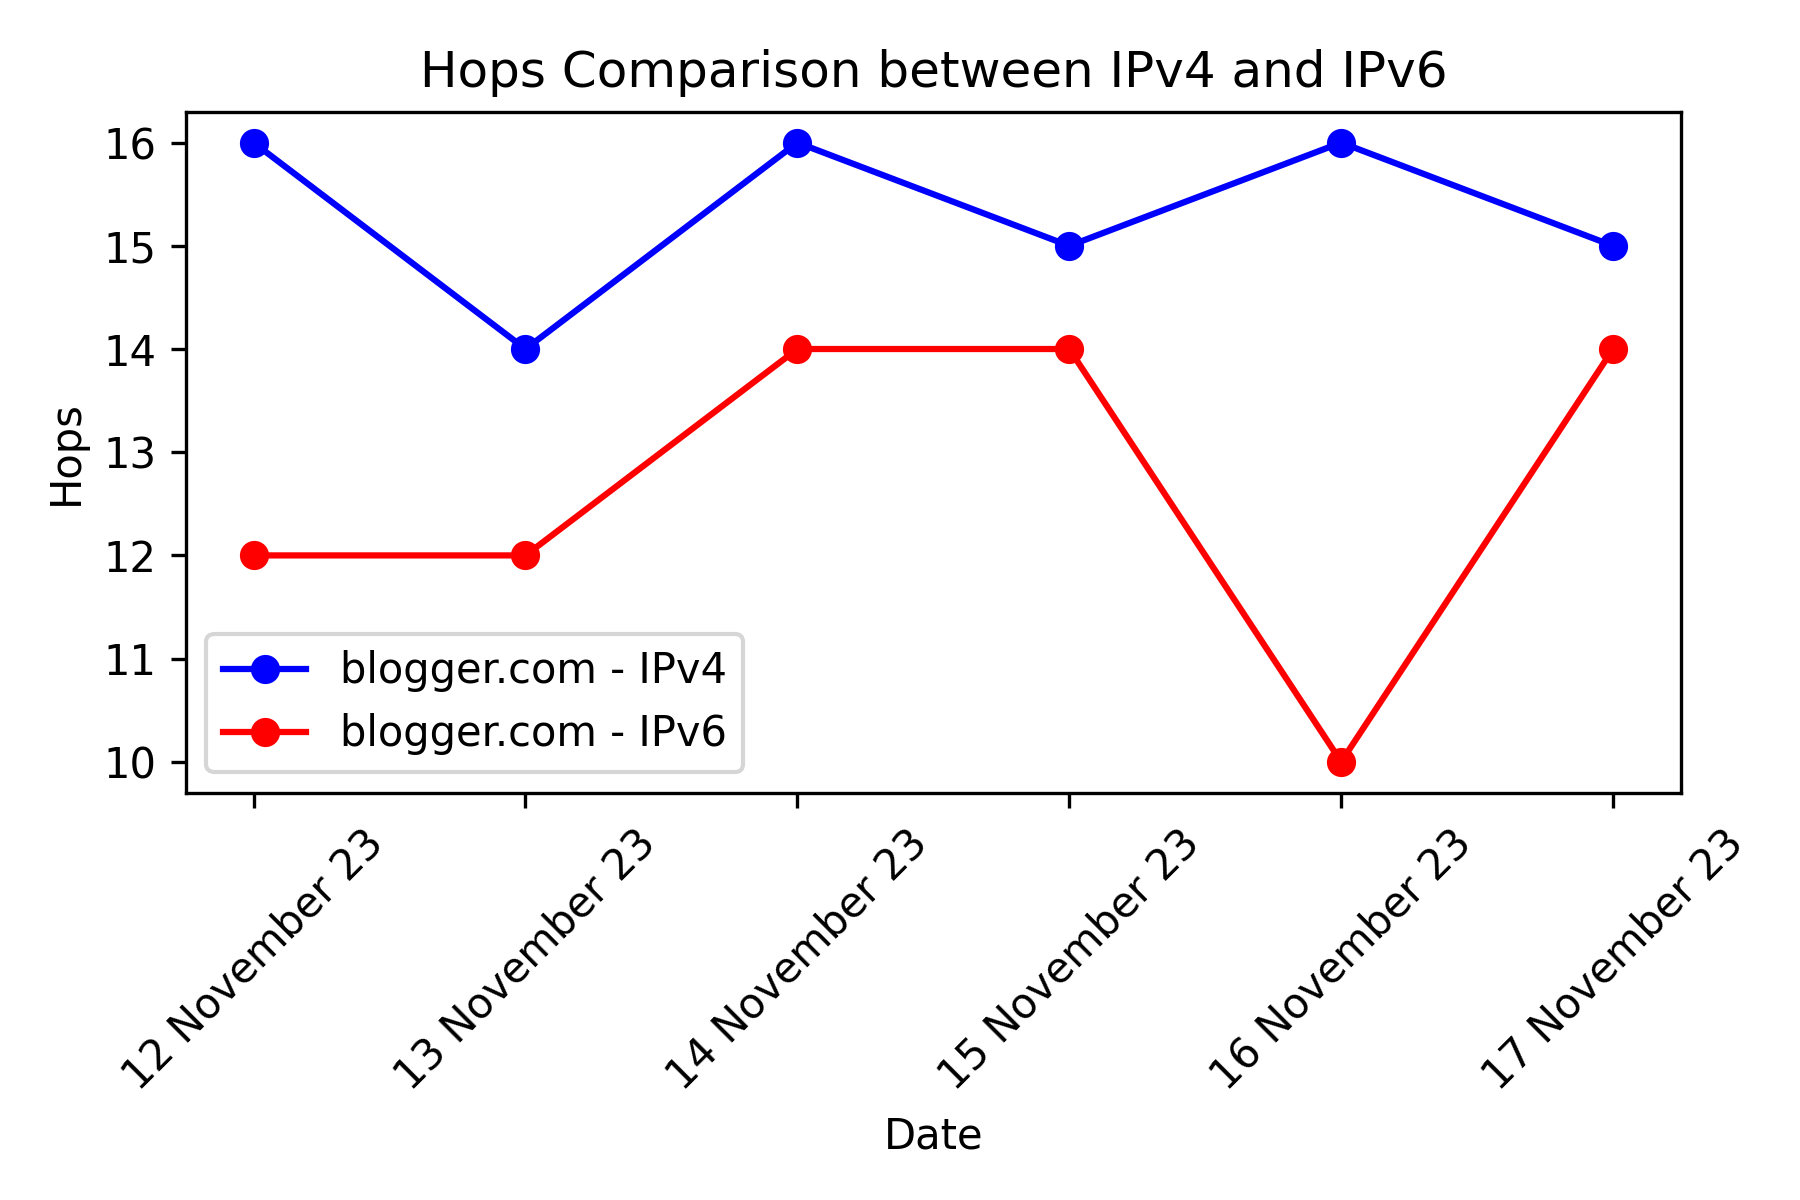 Hops Comparison between IPv4 and IPv6
Hops
16
15
14
13
12
11
10
blogger.com - IPv4
blogger.com - IPv6
12 November 23
13 November 23
14 November 23
15 November 23
16 November 23
17 November 23
Date